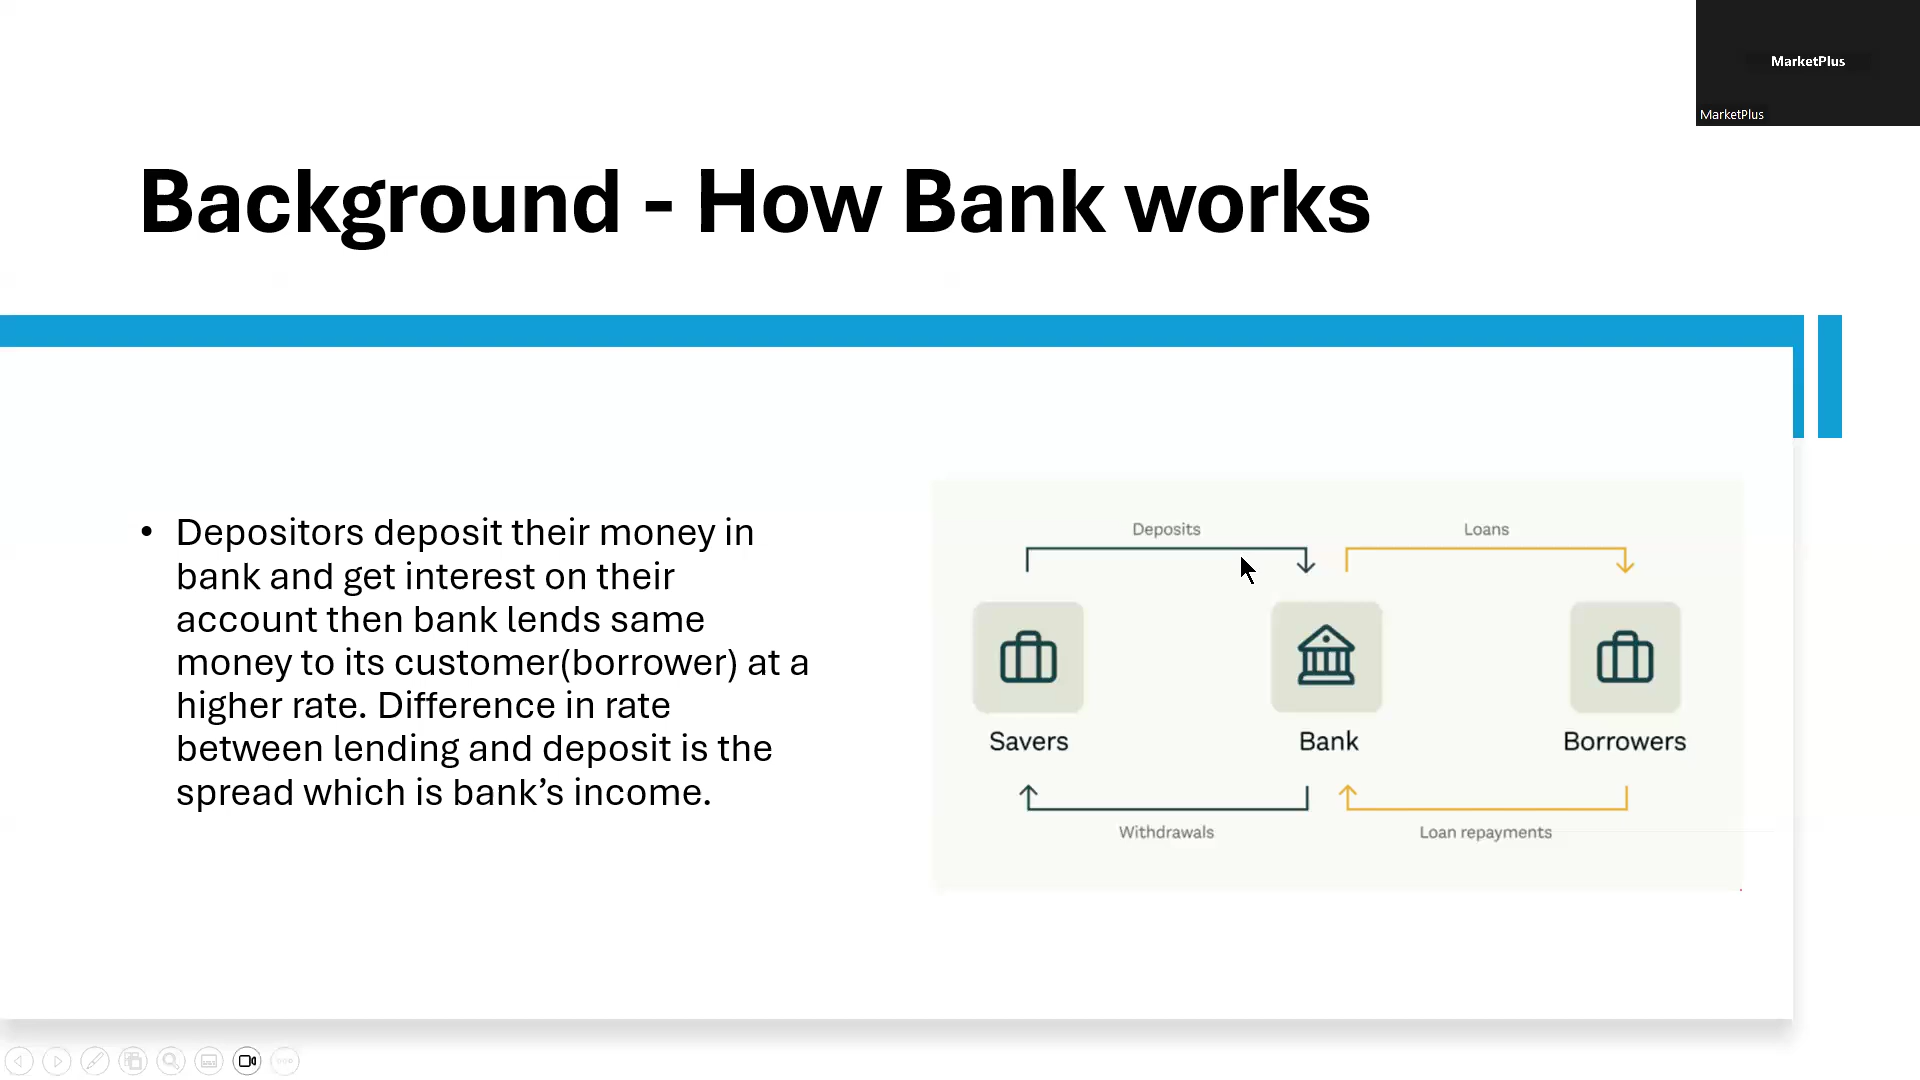 MarketPlus
MarketPlus
Background - How Bank works
• Depositors deposit their money in
bank and get interest on their
account then bank lends same
money to its customer(borrower) at a
higher rate. Difference in rate
between lending and deposit is the
spread which is bank’s income.
Deposits
Loans
Savers
Bank
Borrowers
Withdrawals
Loan repayments